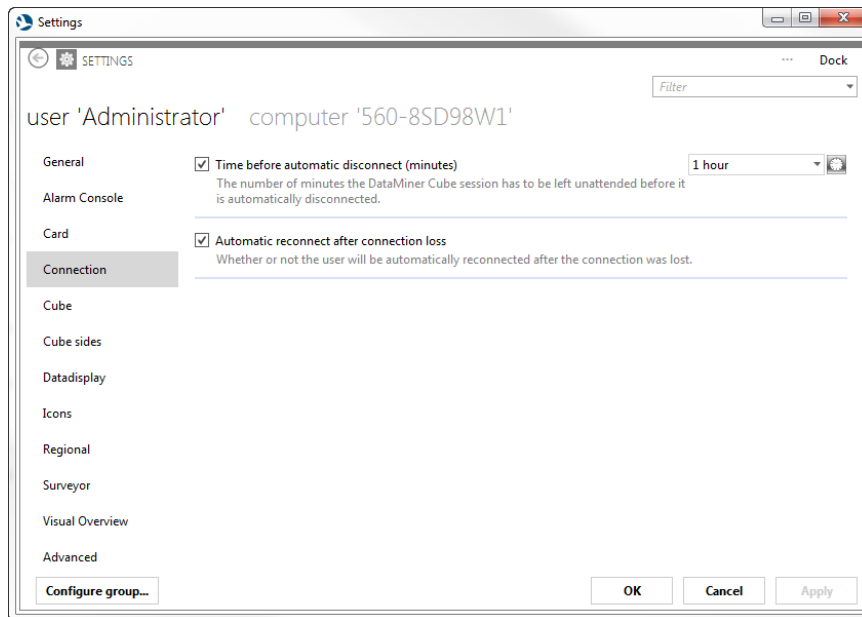 Settings
SETTINGS
... Dock
Filter
user 'Administrator' computer '560-8SD98W1'
General
Alarm Console
Card
Connection
Cube
Cube sides
Datadisplay
Icons
Regional
Surveyor
Visual Overview
Advanced
Time before automatic disconnect (minutes) 1 hour
The number of minutes the DataMiner Cube session has to be left unattended before it
is automatically disconnected.
Automatic reconnect after connection loss
Whether or not the user will be automatically reconnected after the connection was lost.
Configure group... OK Cancel Apply